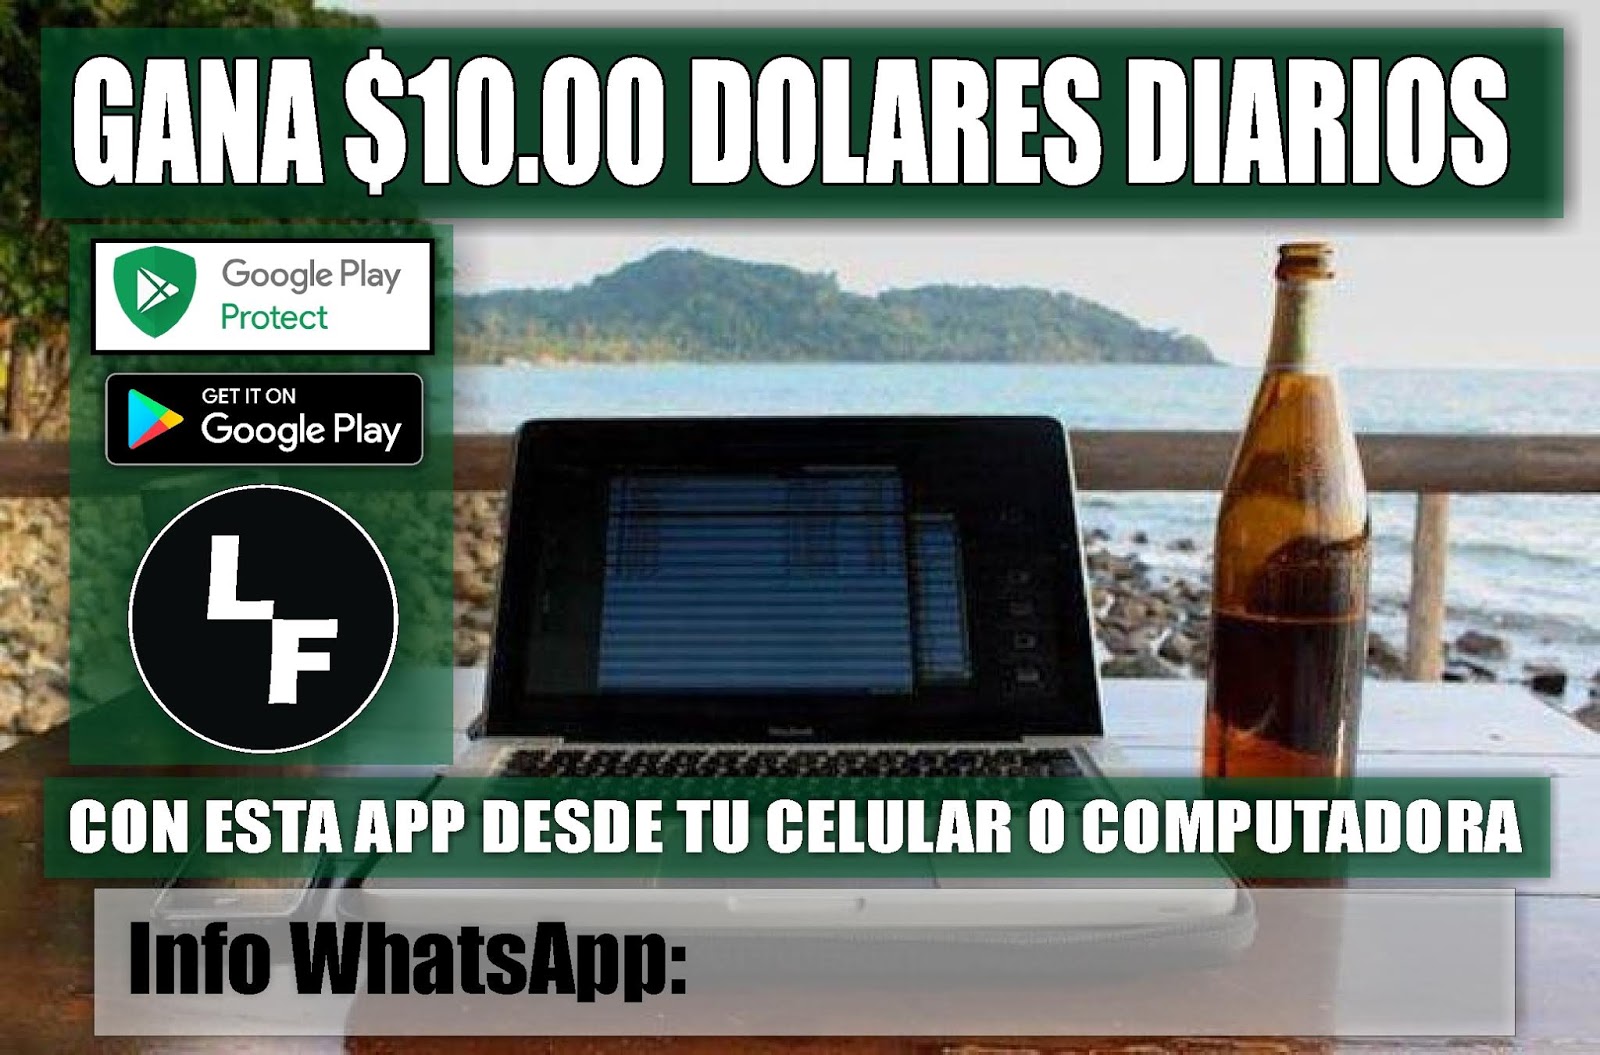 GANA $10.00 DOLARES DIARIOS
Google Play
Protect
GET IT ON
Google Play
LF
CON ESTA APP DESDE TU CELULAR O COMPUTADORA
Info WhatsApp: